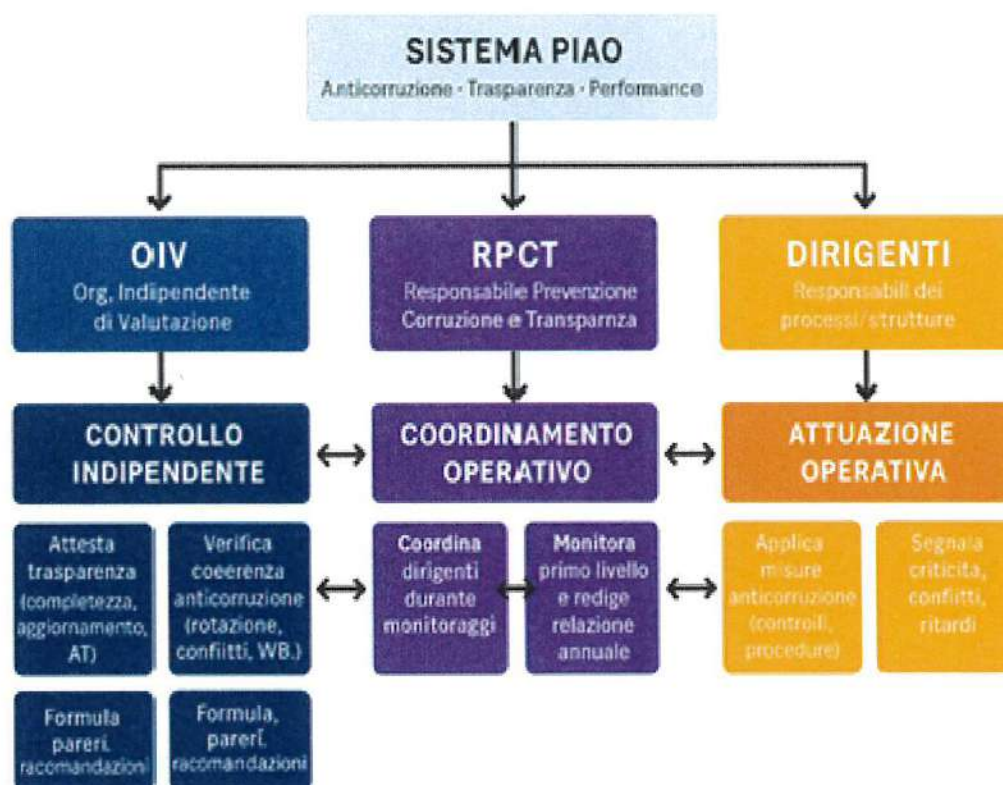 SISTEMA PIAO
Anticorruzione · Trasparenza · Performance
OIV
Org, Indipendente
di Valutazione
RPCT
Responsabile Prevenzione
Corruzione e Transparnza
DIRIGENTI
Responsabili dei
processi/strutture
CONTROLLO
INDIPENDENTE
COORDINAMENTO
OPERATIVO
ATTUAZIONE
OPERATIVA
Attesta
trasparenza
(completezza,
aggiornamento,
AT)
Verifica
coeerenza
anticorruzione
(rotazione,
confiitti, WB.)
Coordina
dirigenti
durante
monitoraggi
Monitora
primo livello
e redige
relazione
annuale
Applica
misure
anticorruzione
(controili,
procedure)
Segnala
criticita,
conflitti,
ritardi
Formula
pareri,
racomandazioni
Formula,
pareri,
racomandazioni